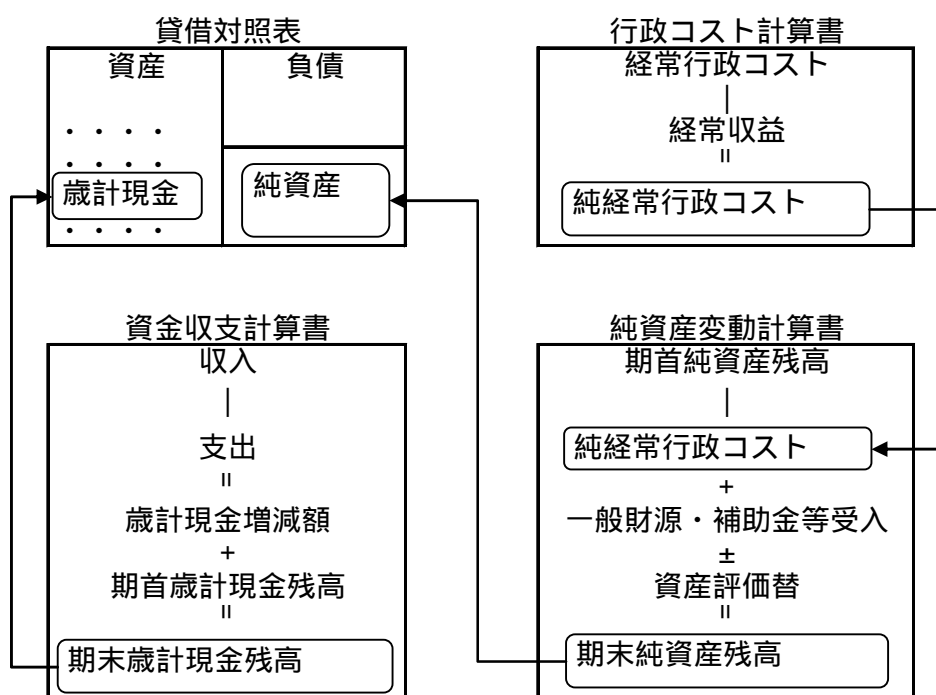 貸借対照表
資産
負債
・・・・
・・・・
歳計現金
・・・・
純資産
行政コスト計算書
経常行政コスト
|
経常収益
=
純経常行政コスト
資金収支計算書
収入
|
支出
=
歳計現金増減額
+
期首歳計現金残高
=
期末歳計現金残高
純資産変動計算書
期首純資産残高
|
純経常行政コスト
+
一般財源・補助金等受入
±
資産評価替
=
期末純資産残高